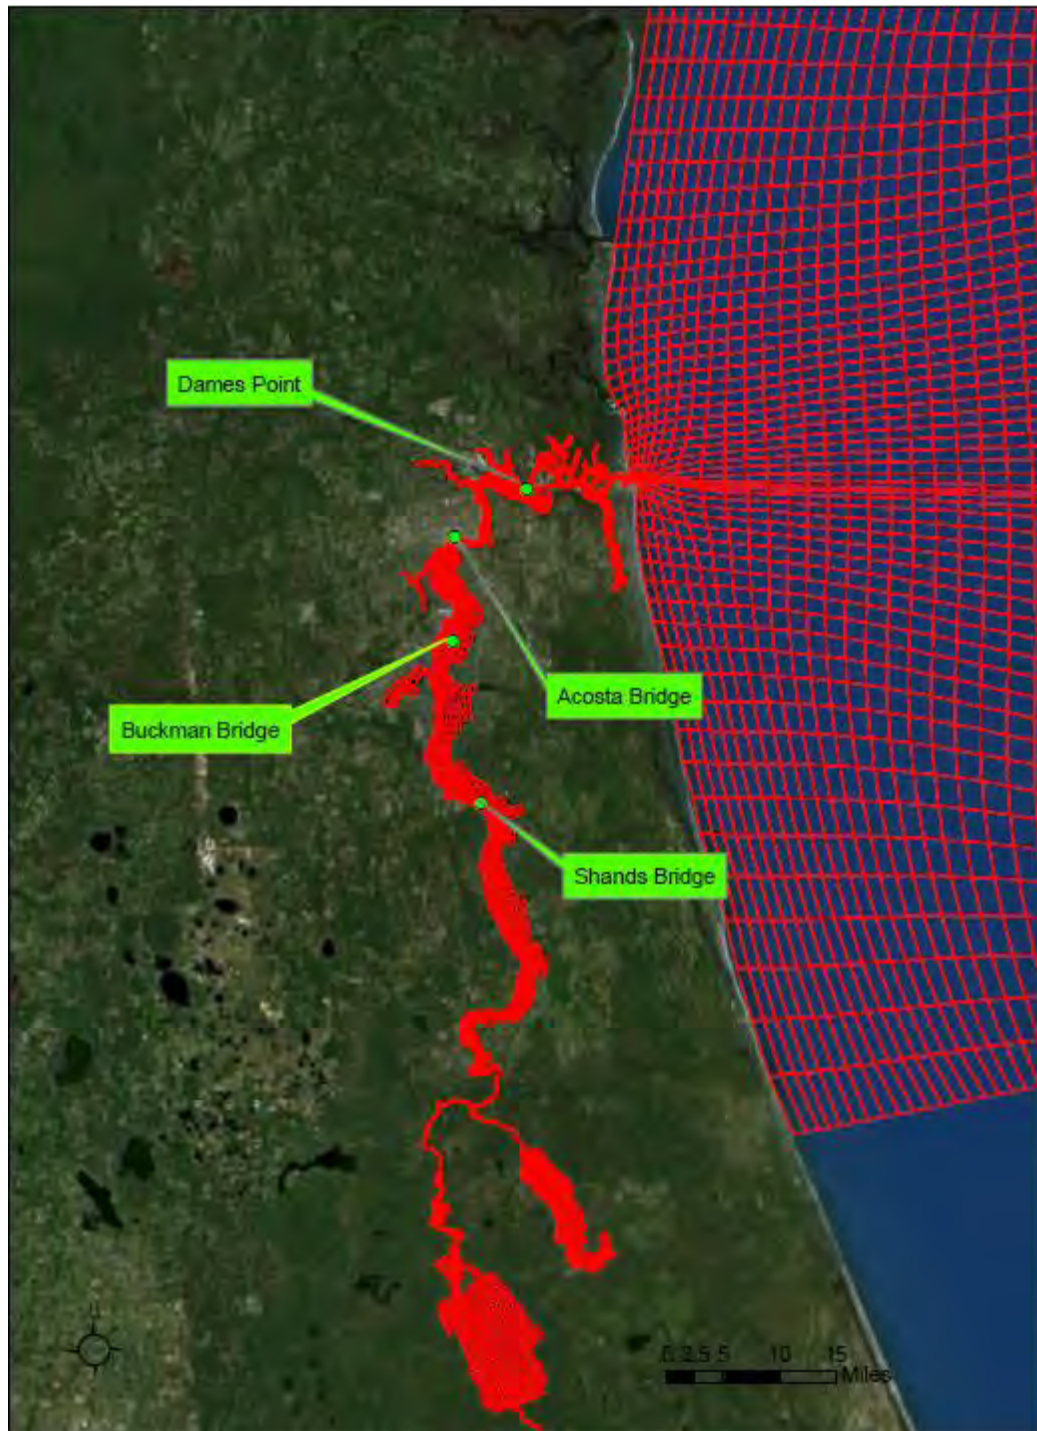 Dames Point
Acosta Bridge
Buckman Bridge
Shands Bridge
0 2.5 5 10 15
Miles